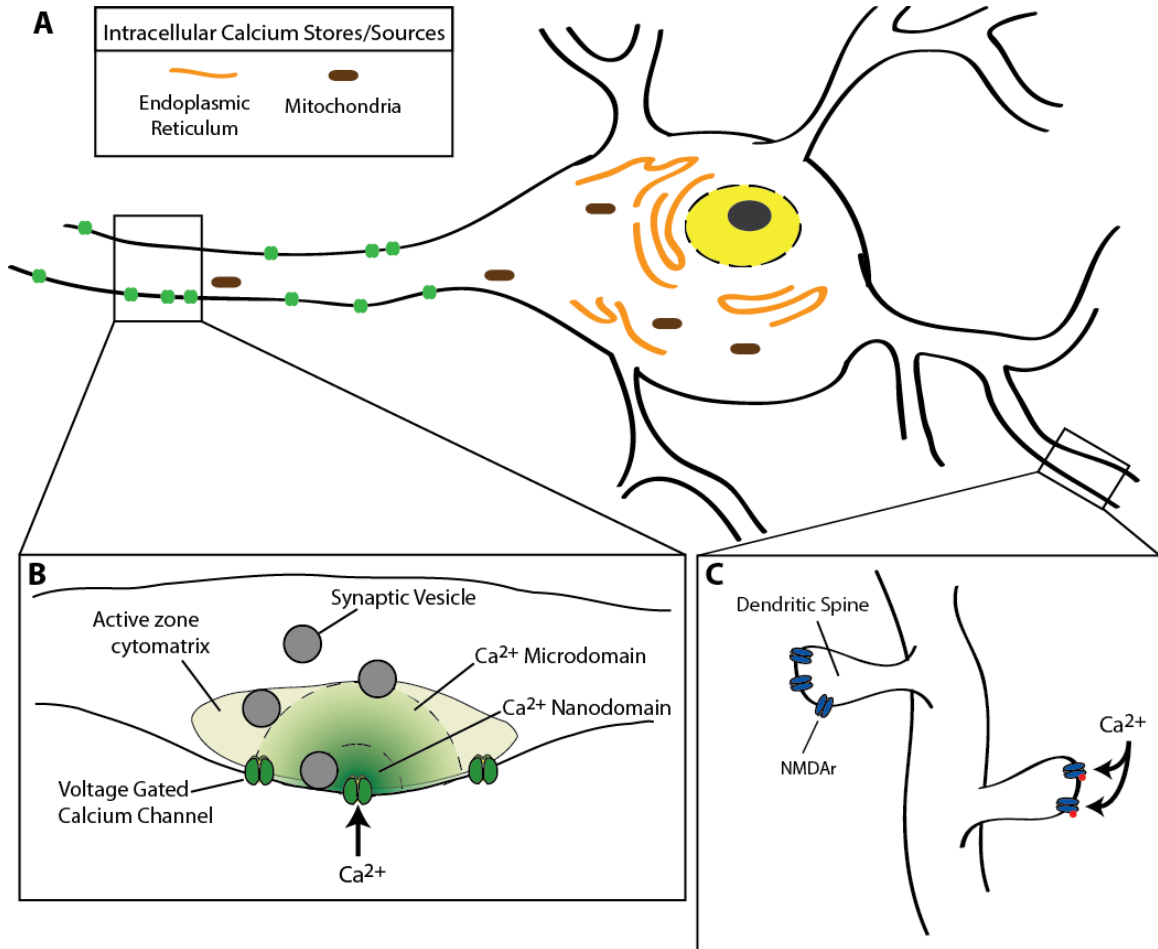 A
Intracellular Calcium Stores/Sources
Endoplasmic
Reticulum
Mitochondria
B
Synaptic Vesicle
Active zone
cytomatrix
Ca2+ Microdomain
Ca2+ Nanodomain
Voltage Gated
Calcium Channel
Ca2+
C
Dendritic Spine
NMDAr
Ca2+